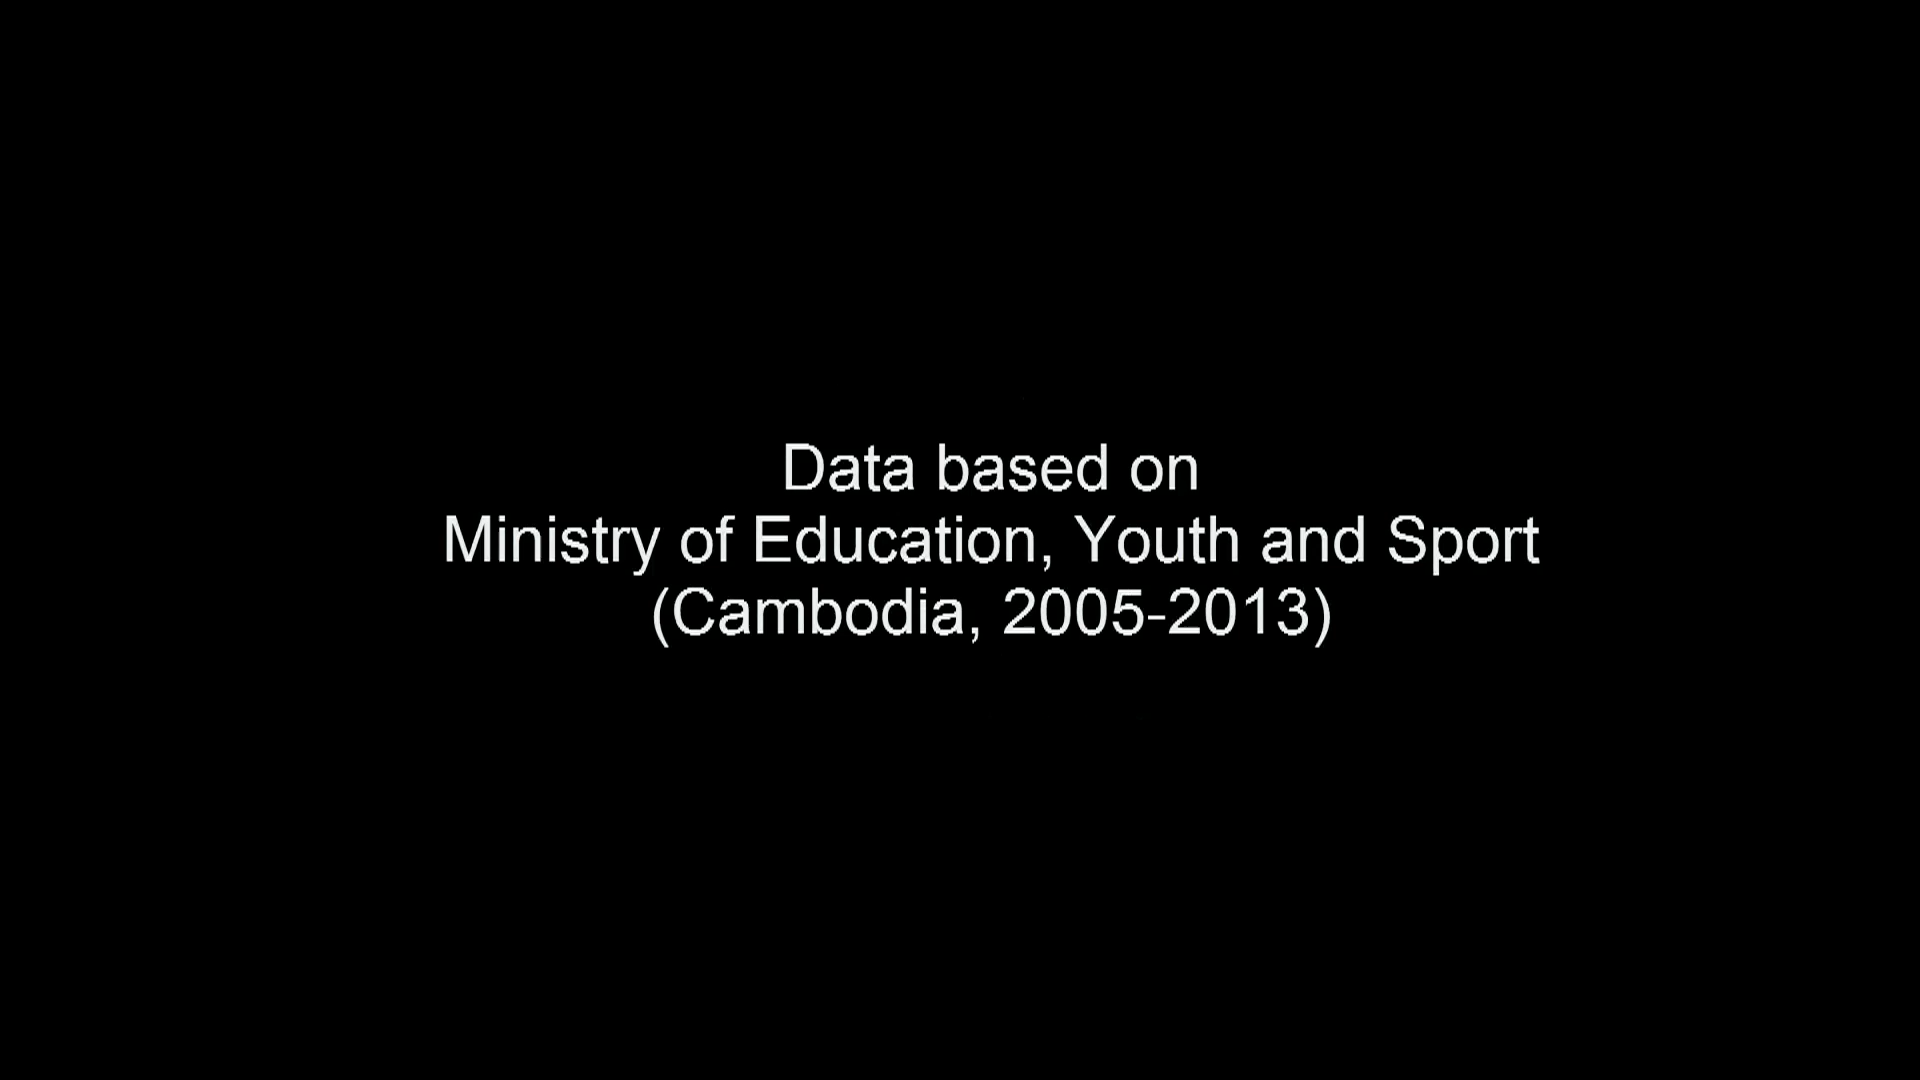 Data based on
Ministry of Education, Youth and Sport
(Cambodia, 2005-2013)